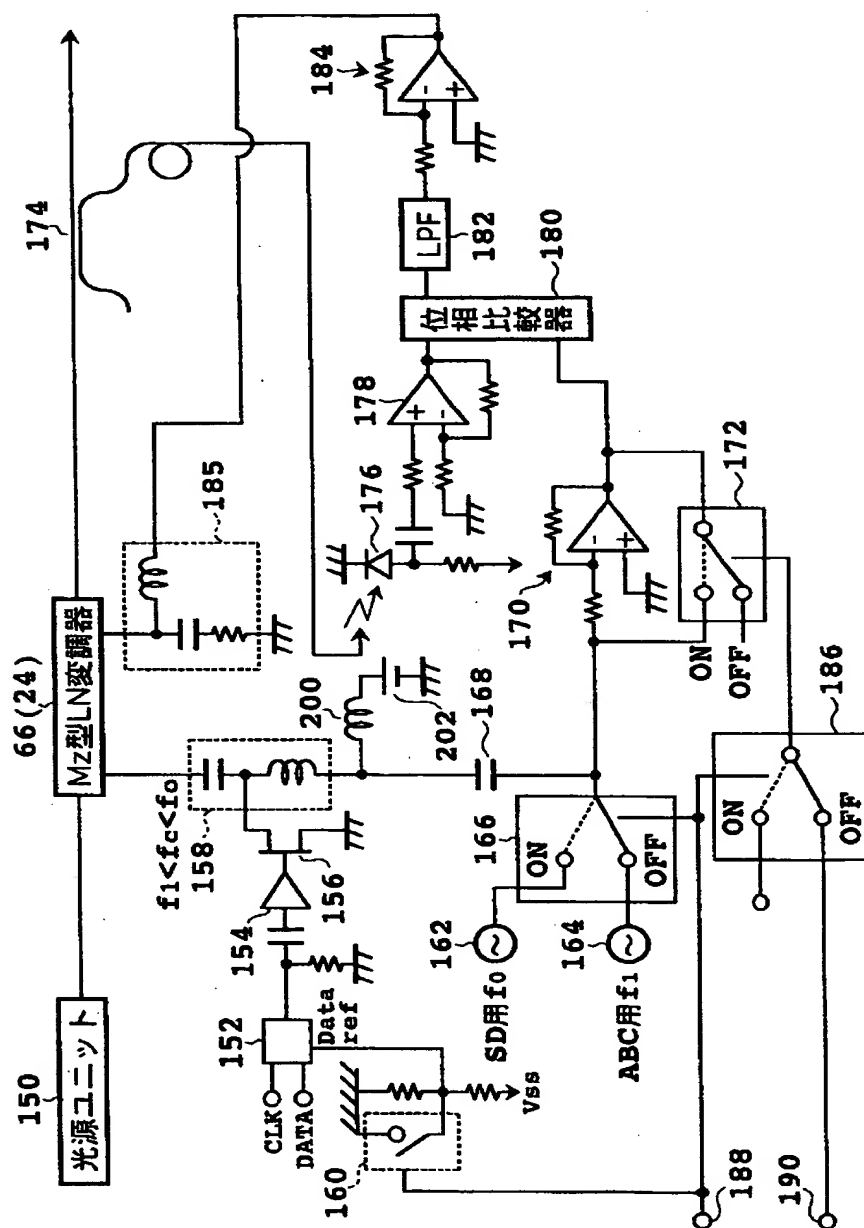 150
光源ユニット
66(24)
Mz型LN変調器
174
185
f1<fc<f0
158
184
LPF
182
180
位相比較器
178
+
-
-
+
176
200
202
168
154
156
152
CLK
DATA
Data
ref
160
Vss
162
SD用f0
164
ABC用f1
166
ON
OFF
170
-
+
172
ON
OFF
186
ON
OFF
188
190